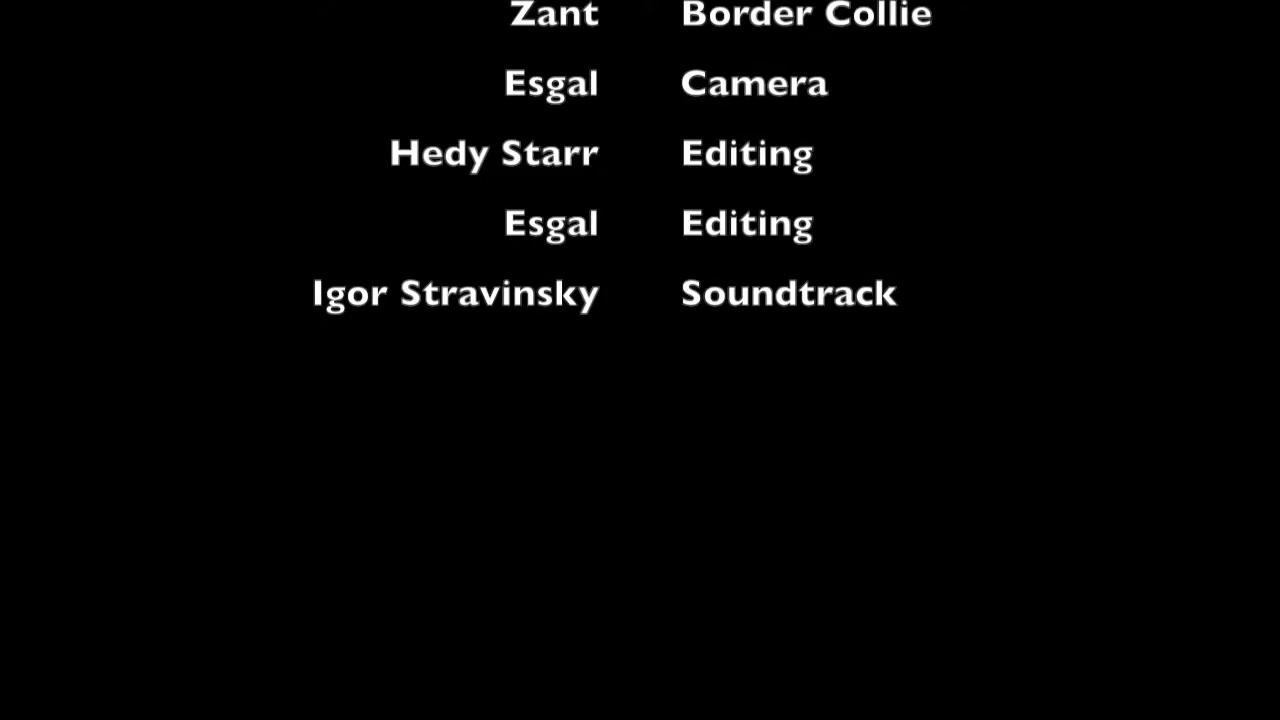 Zant Border Collie
Esgal Camera
Hedy Starr Editing
Esgal Editing
Igor Stravinsky Soundtrack